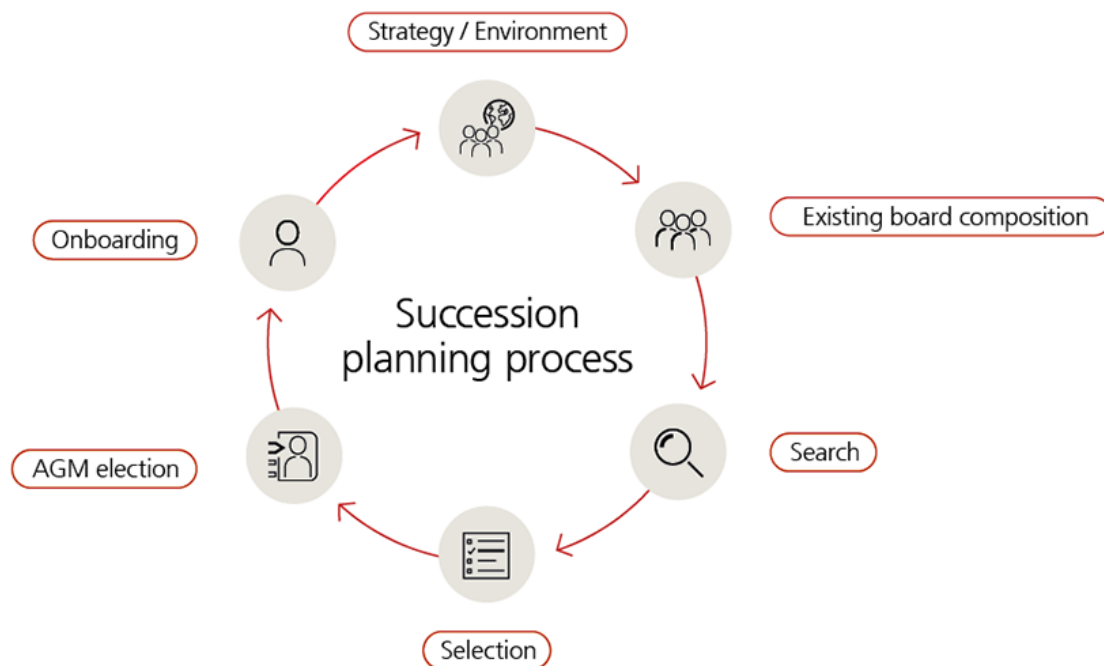 Strategy / Environment
Existing board composition
Onboarding
Succession
planning process
Search
AGM election
Selection